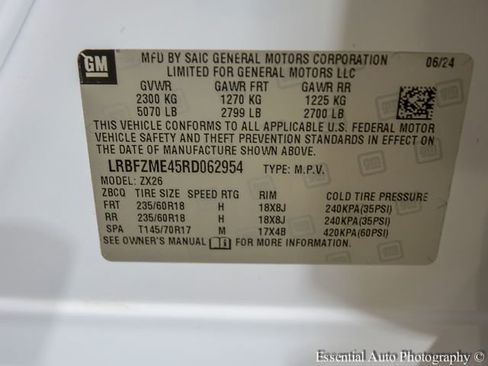 GM
MFD BY SAIC GENERAL MOTORS CORPORATION 06/24
LIMITED FOR GENERAL MOTORS LLC
GVWR GAWR FRT GAWR RR
2300 KG 1270 KG 1225 KG
5070 LB 2799 LB 2700 LB
THIS VEHICLE CONFORMS TO ALL APPLICABLE U.S. FEDERAL MOTOR
VEHICLE SAFETY AND THEFT PREVENTION STANDARDS IN EFFECT ON
THE DATE OF MANUFACTURE SHOWN ABOVE.
LRBFZME45RD062954 TYPE: M.P.V.
MODEL: ZX26
ZBCQ TIRE SIZE SPEED RTG RIM COLD TIRE PRESSURE
FRT 235/60R18 H 18X8J 240KPA(35PSI)
RR 235/60R18 H 18X8J 240KPA(35PSI)
SPA T145/70R17 M 17X4B 420KPA(60PSI)
SEE OWNER'S MANUAL FOR MORE INFORMATION.
Essential Auto Photography ©2024